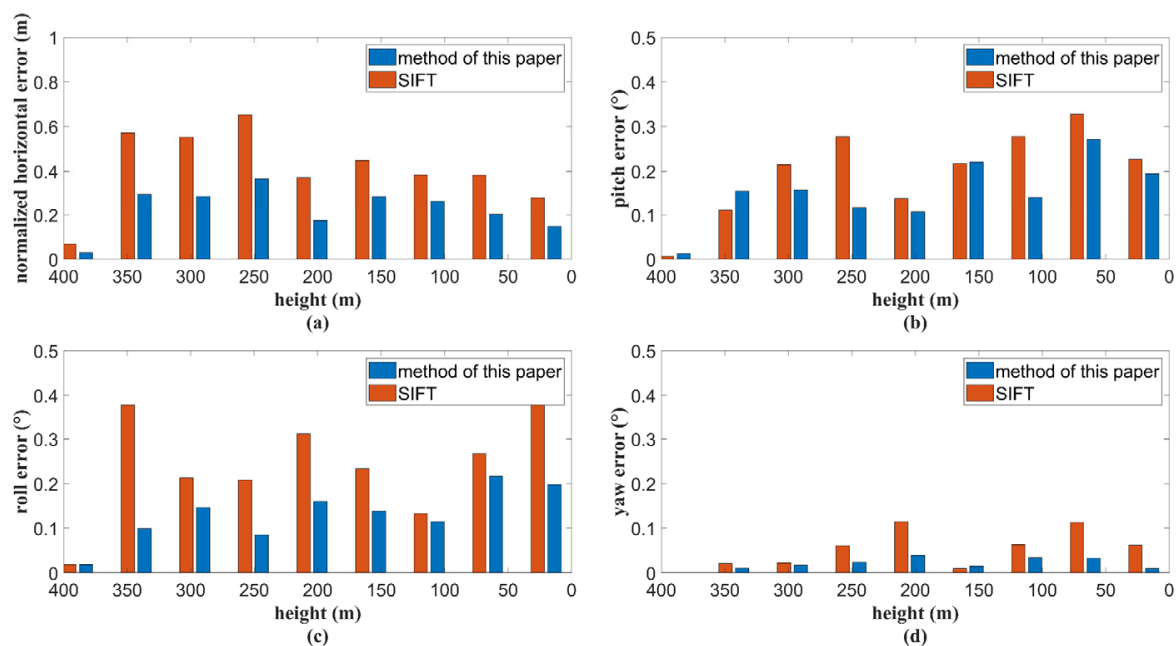 normalized horizontal error (m)
1
0.8
0.6
0.4
0.2
0
400 350 300 250 200 150 100 50 0
height (m)
(a)
method of this paper
SIFT
pitch error (°)
0.5
0.4
0.3
0.2
0.1
0
400 350 300 250 200 150 100 50 0
height (m)
(b)
method of this paper
SIFT
roll error (°)
0.5
0.4
0.3
0.2
0.1
0
400 350 300 250 200 150 100 50 0
height (m)
(c)
method of this paper
SIFT
yaw error (°)
0.5
0.4
0.3
0.2
0.1
0
400 350 300 250 200 150 100 50 0
height (m)
(d)
method of this paper
SIFT